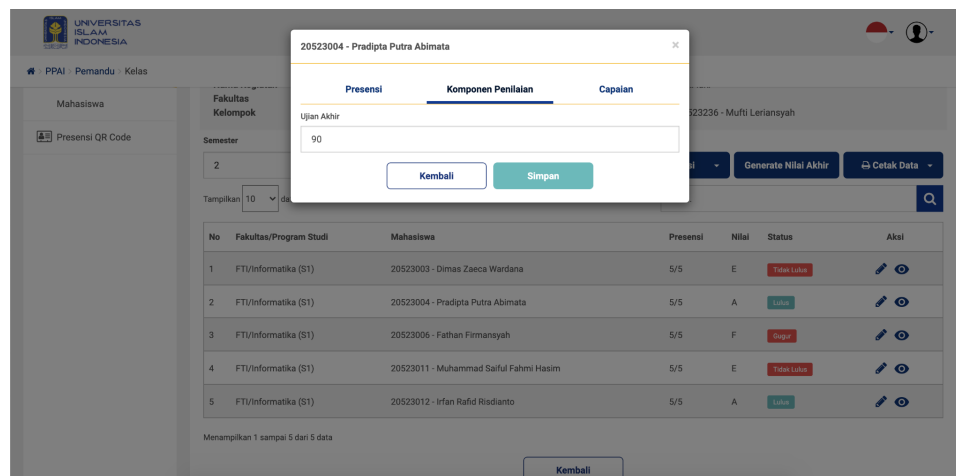 UNIVERSITAS
ISLAM
INDONESIA
PPAI > Pemandu > Kelas
Mahasiswa
Presensi QR Code
20523004 - Pradipta Putra Abimata ×
Presensi Komponen Penilaian Capaian
Ujian Akhir
90
Kembali Simpan
Fakultas
Kelompok 523236 - Mufti Leriansyah
Semester
2 Generate Nilai Akhir Cetak Data
Tampilkan 10
No Fakultas/Program Studi Mahasiswa Presensi Nilai Status Aksi
1 FTI/Informatika (S1) 20523003 - Dimas Zaeca Wardana 5/5 E Tidak Lulus
2 FTI/Informatika (S1) 20523004 - Pradipta Putra Abimata 5/5 A Lulus
3 FTI/Informatika (S1) 20523006 - Fathan Firmansyah 5/5 F Gugur
4 FTI/Informatika (S1) 20523011 - Muhammad Saiful Fahmi Hasim 5/5 E Tidak Lulus
5 FTI/Informatika (S1) 20523012 - Irfan Rafid Risdianto 5/5 A Lulus
Menampilkan 1 sampai 5 dari 5 data
Kembali